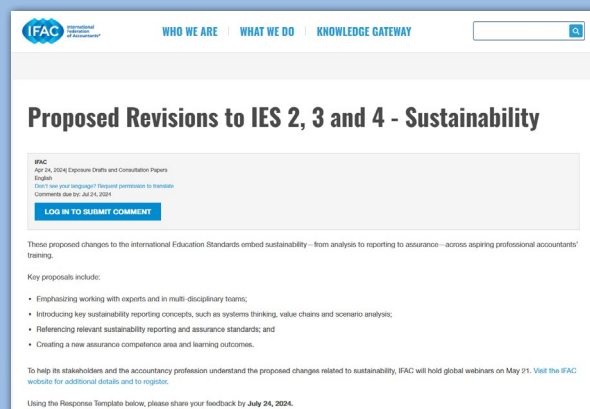 IFAC
International
Federation
of Accountants®
WHO WE ARE
WHAT WE DO
KNOWLEDGE GATEWAY
Proposed Revisions to IES 2, 3 and 4 - Sustainability
IFAC
Apr 24, 2024| Exposure Drafts and Consultation Papers
English
Don't see your language? Request permission to translate
Comments due by: Jul 24, 2024
LOG IN TO SUBMIT COMMENT
These proposed changes to the International Education Standards embed sustainability—from analysis to reporting to assurance—across aspiring professional accountants'
training.
Key proposals include:
• Emphasizing working with experts and in multi-disciplinary teams;
• Introducing key sustainability reporting concepts, such as systems thinking, value chains and scenario analysis;
• Referencing relevant sustainability reporting and assurance standards; and
• Creating a new assurance competence area and learning outcomes.
To help its stakeholders and the accountancy profession understand the proposed changes related to sustainability, IFAC will hold global webinars on May 21. Visit the IFAC
website for additional details and to register.
Using the Response Template below, please share your feedback by July 24, 2024.